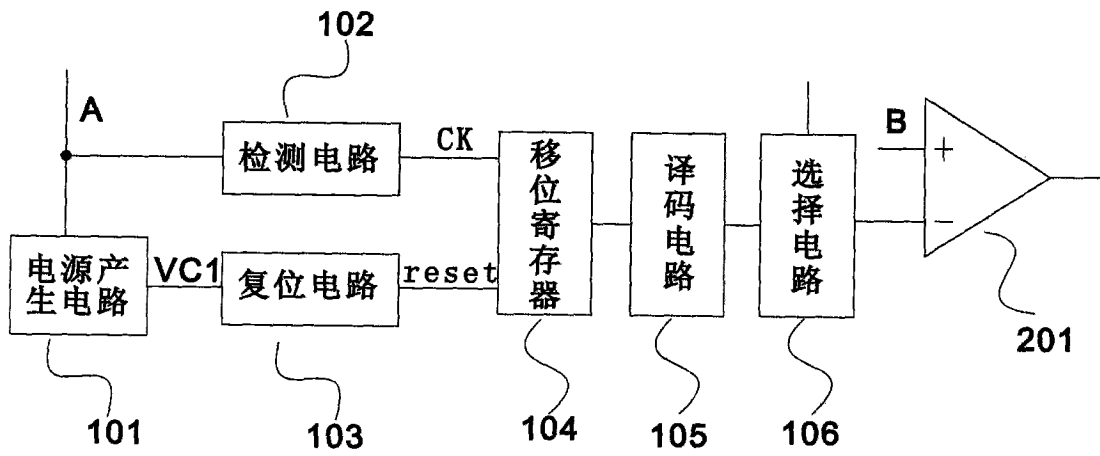 102
A
检测电路
CK
移位寄存器
译码电路
选择电路
B
+
−
电源产
生电路
VC1
复位电路
reset
201
101
103
104
105
106